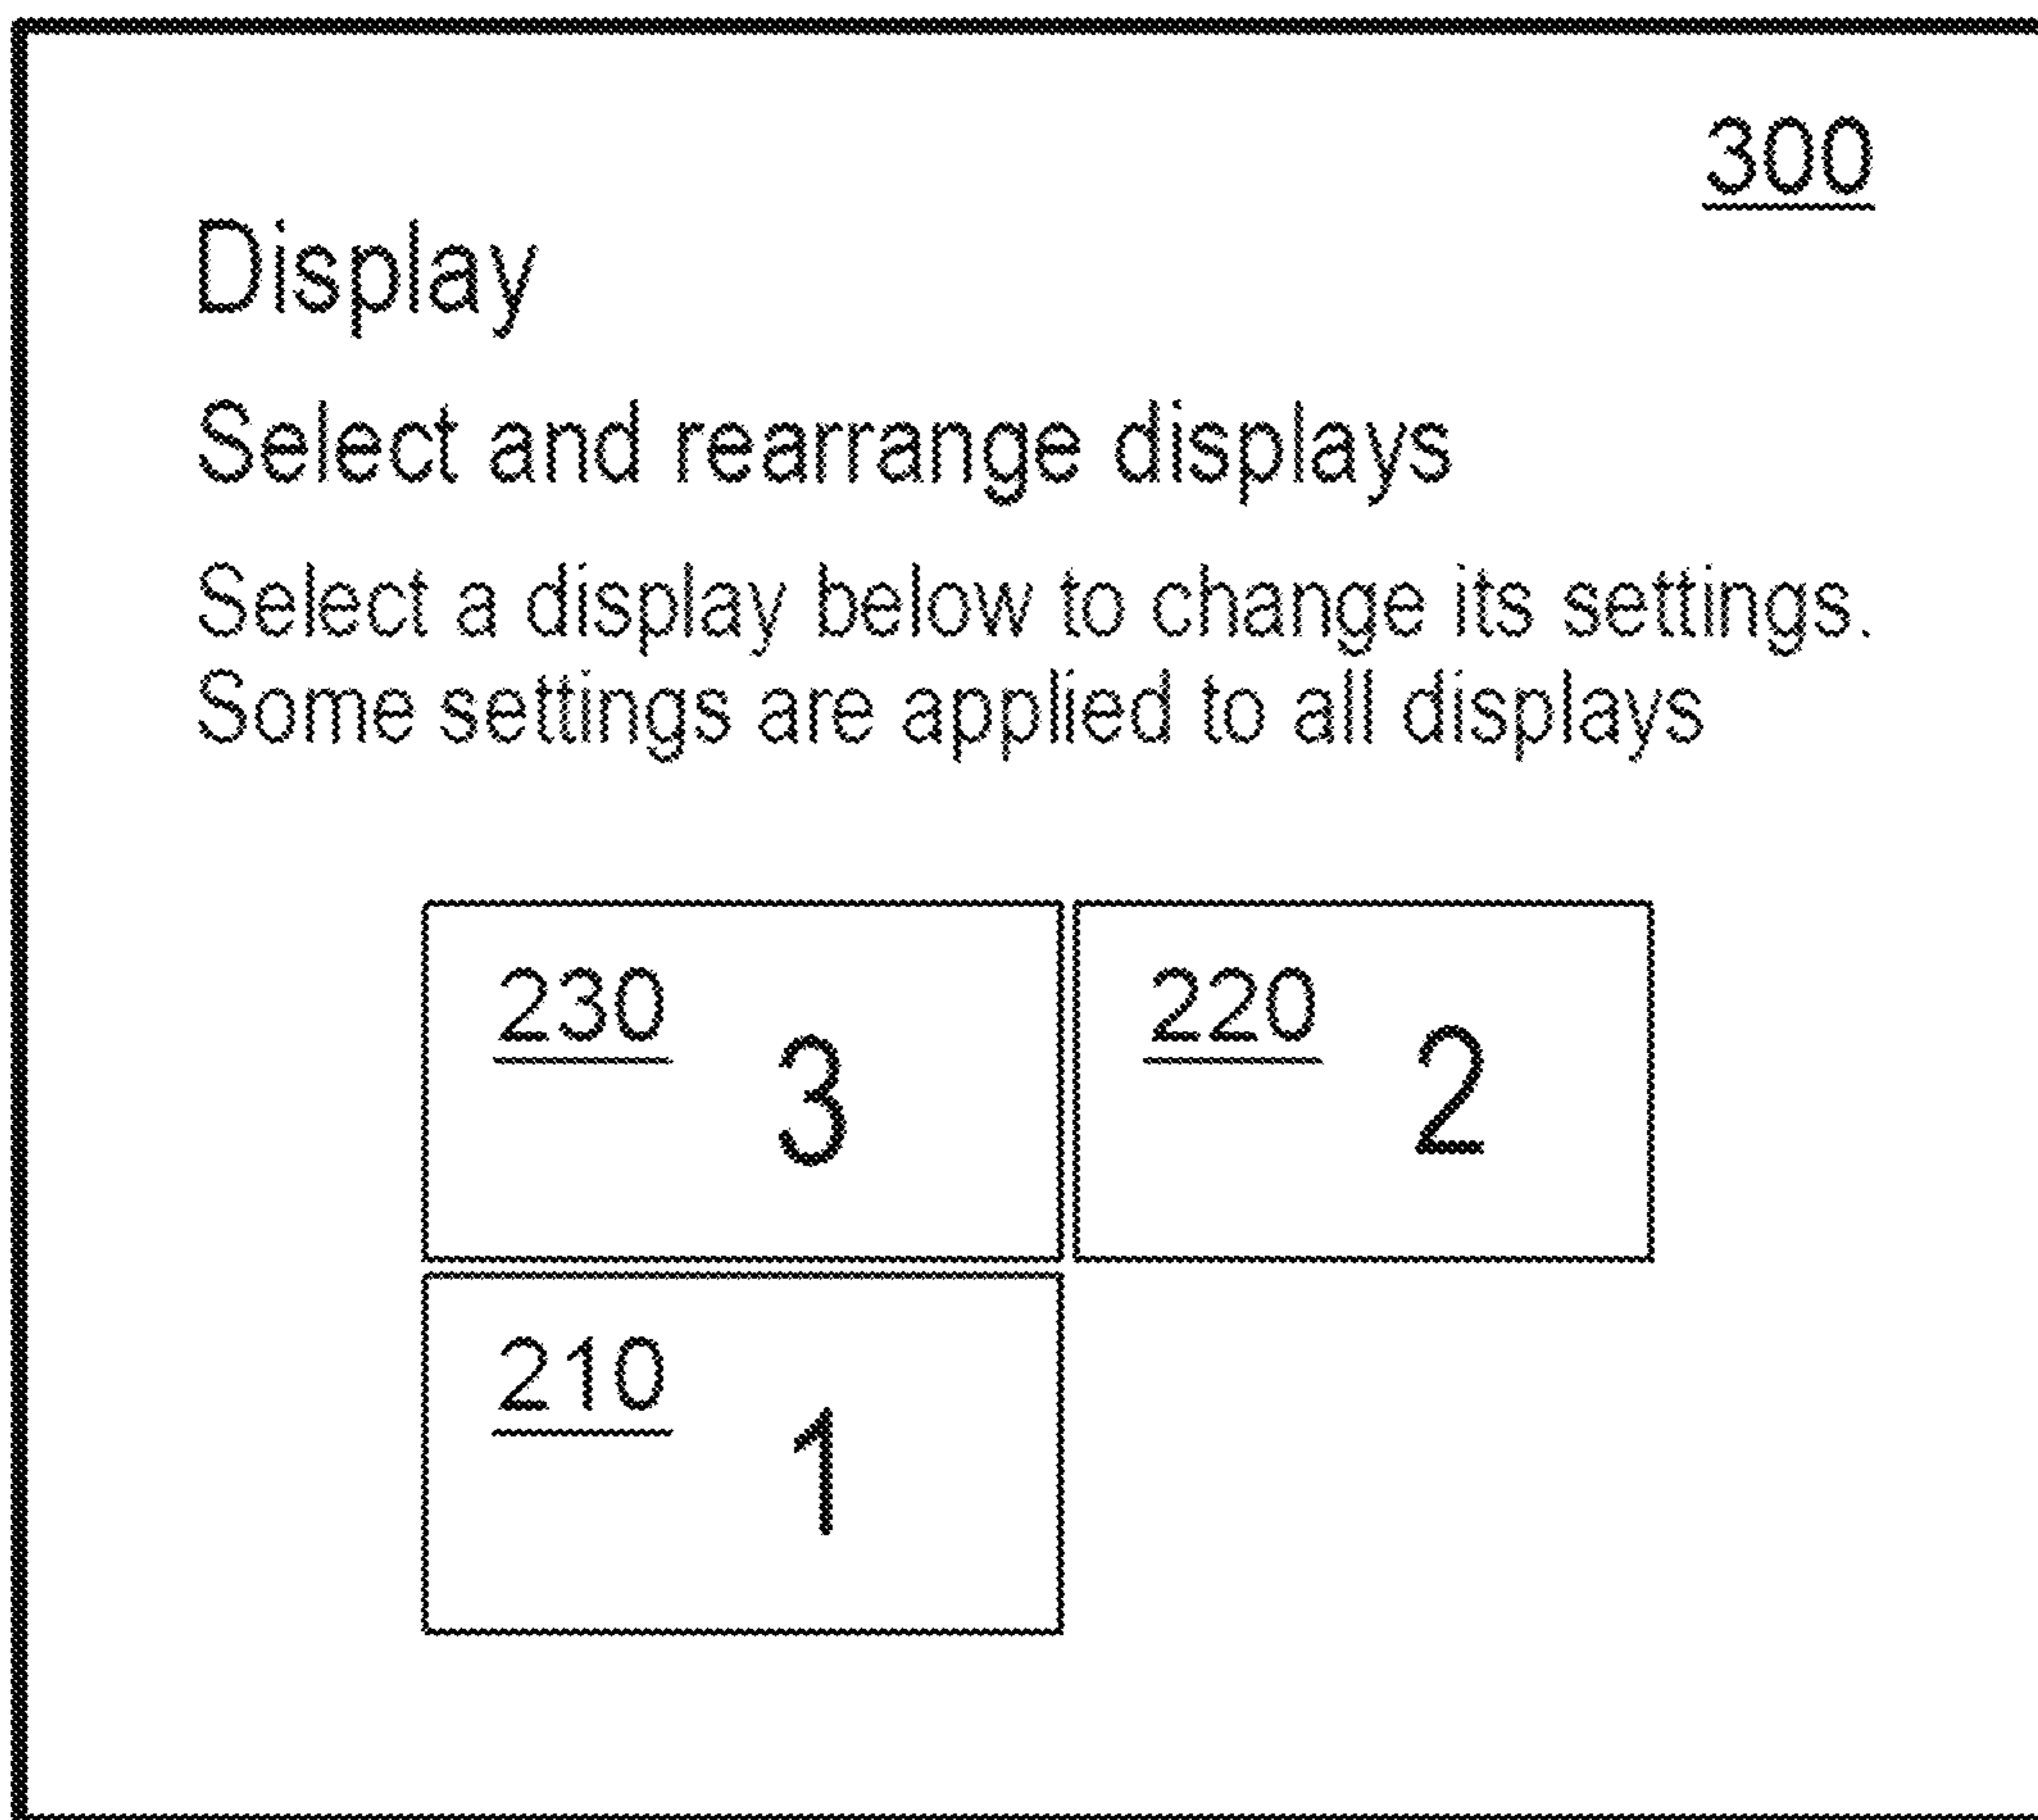 300
Display
Select and rearrange displays
Select a display below to change its settings.
Some settings are applied to all displays
230
3
220
2
210
1